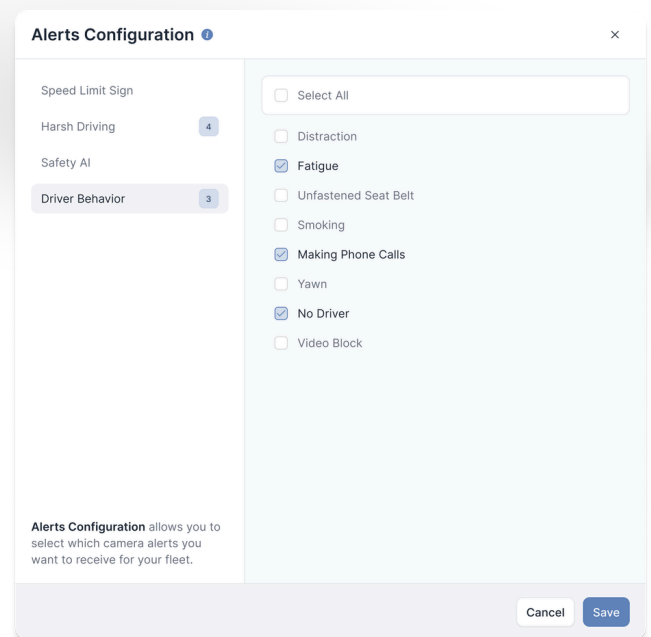 Alerts Configuration i
Speed Limit Sign
Harsh Driving 4
Safety AI
Driver Behavior 3
Alerts Configuration allows you to
select which camera alerts you
want to receive for your fleet.
Select All
Distraction
Fatigue
Unfastened Seat Belt
Smoking
Making Phone Calls
Yawn
No Driver
Video Block
Cancel Save